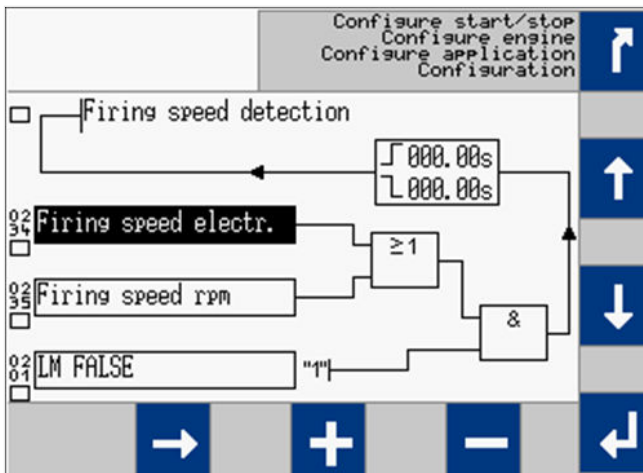 Configure start/stop
Configure engine
Configure application
Configuration
Firing speed detection
000.00s
000.00s
02
34
Firing speed electr.
≥1
02
35
Firing speed rpm
&
02
01
LM FALSE
"1"